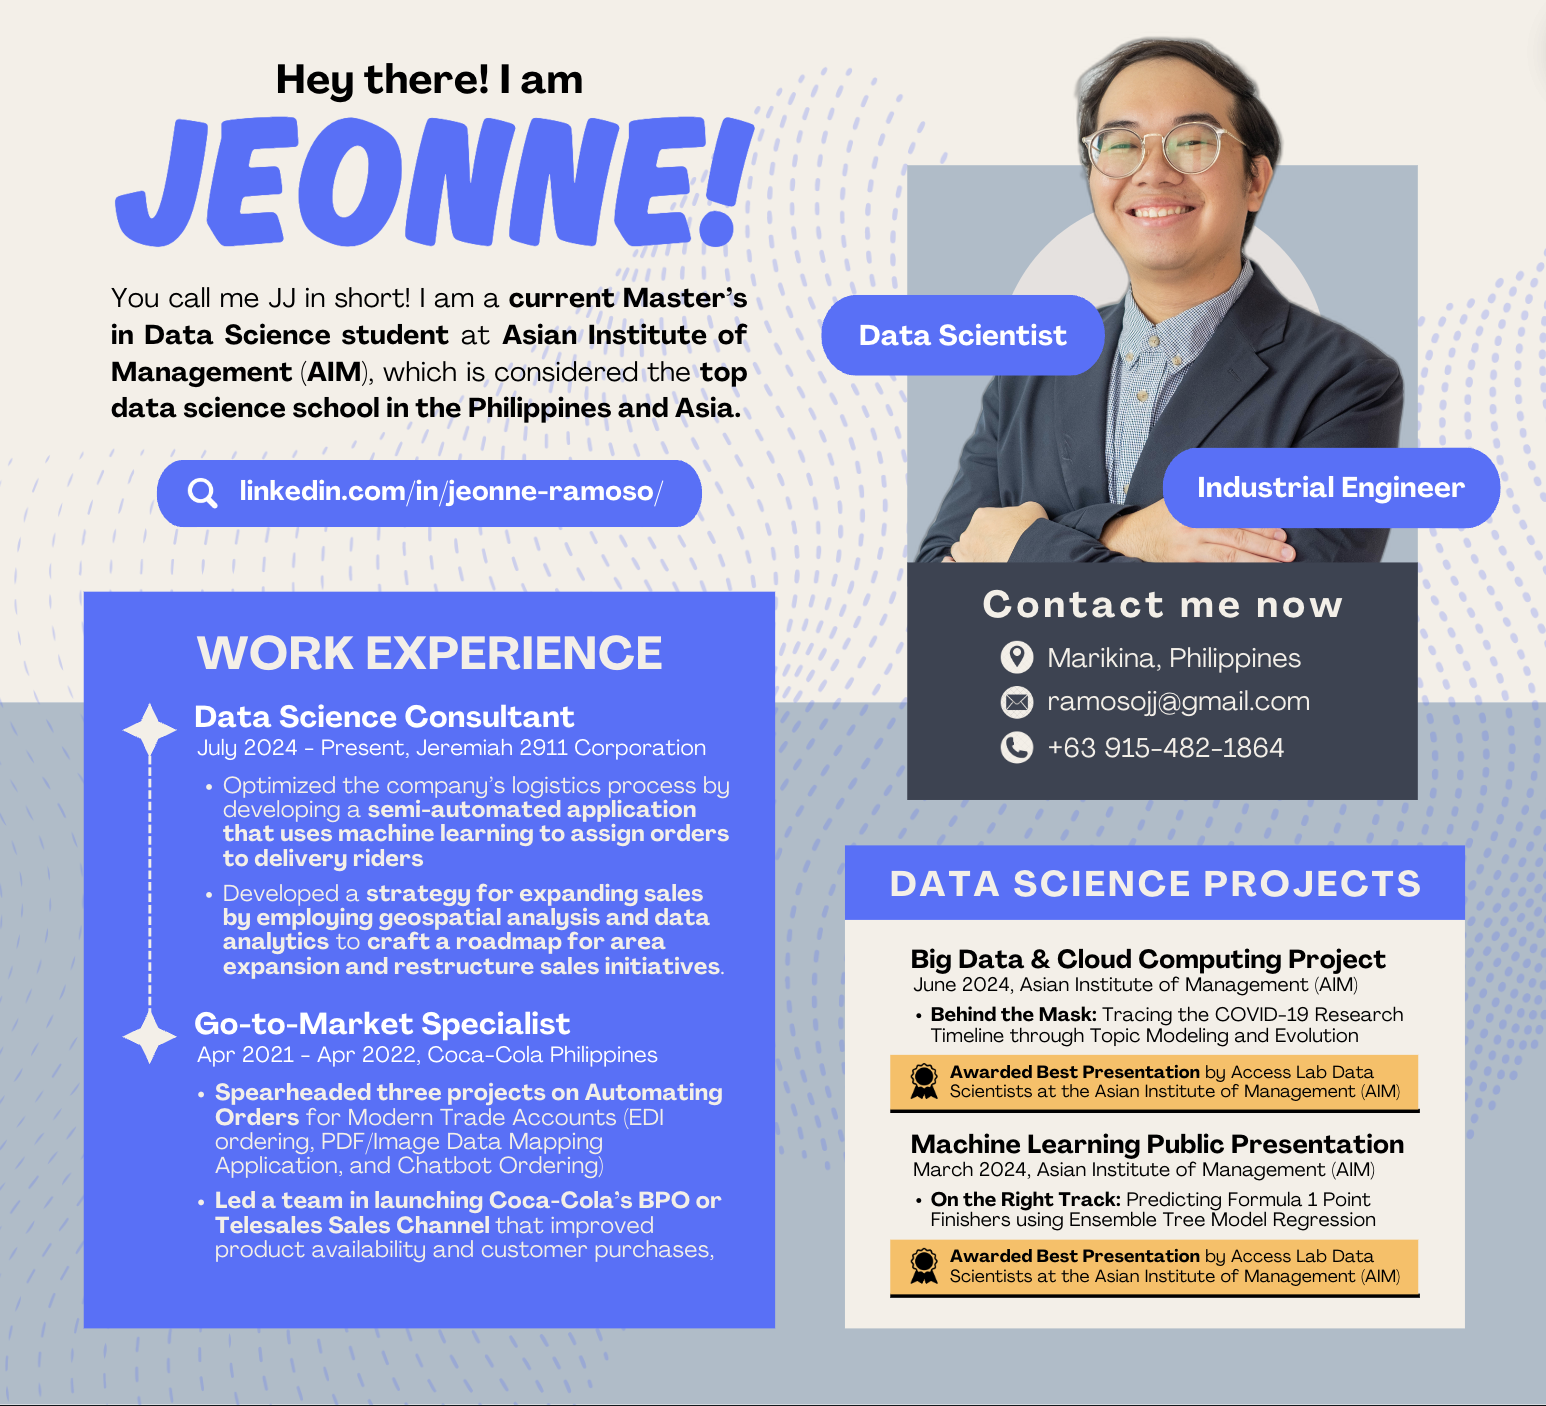 Hey there! I am
JEONNE!
You call me JJ in short! I am a current Master's
in Data Science student at Asian Institute of
Management (AIM), which is considered the top
data science school in the Philippines and Asia.
linkedin.com/in/jeonne-ramoso/
Data Scientist
Industrial Engineer
Contact me now
Marikina, Philippines
ramosojj@gmail.com
+63 915-482-1864
WORK EXPERIENCE
Data Science Consultant
July 2024 - Present, Jeremiah 2911 Corporation
• Optimized the company's logistics process by
developing a semi-automated application
that uses machine learning to assign orders
to delivery riders
• Developed a strategy for expanding sales
by employing geospatial analysis and data
analytics to craft a roadmap for area
expansion and restructure sales initiatives.
Go-to-Market Specialist
Apr 2021 - Apr 2022, Coca-Cola Philippines
• Spearheaded three projects on Automating
Orders for Modern Trade Accounts (EDI
ordering, PDF/Image Data Mapping
Application, and Chatbot Ordering)
• Led a team in launching Coca-Cola's BPO or
Telesales Sales Channel that improved
product availability and customer purchases,
DATA SCIENCE PROJECTS
Big Data & Cloud Computing Project
June 2024, Asian Institute of Management (AIM)
• Behind the Mask: Tracing the COVID-19 Research
Timeline through Topic Modeling and Evolution
Awarded Best Presentation by Access Lab Data
Scientists at the Asian Institute of Management (AIM)
Machine Learning Public Presentation
March 2024, Asian Institute of Management (AIM)
• On the Right Track: Predicting Formula 1 Point
Finishers using Ensemble Tree Model Regression
Awarded Best Presentation by Access Lab Data
Scientists at the Asian Institute of Management (AIM)